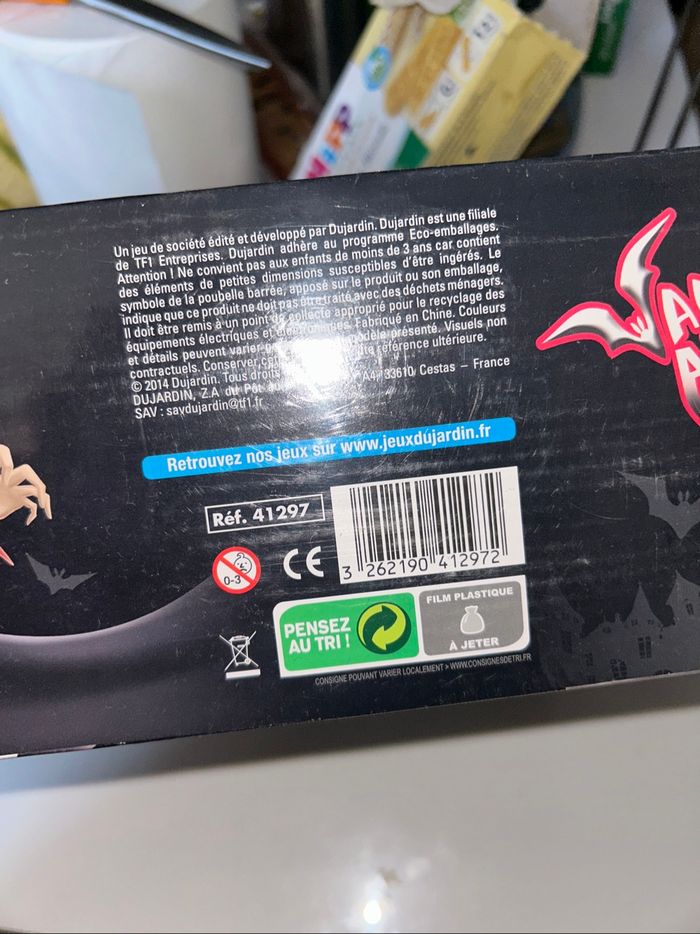 HiPP
Un jeu de société édité et développé par Dujardin. Dujardin est une filiale
de TF1 Entreprises. Dujardin adhère au programme Eco-emballages.
Attention ! Ne convient pas aux enfants de moins de 3 ans car contient
des éléments de petites dimensions susceptibles d'être ingérés. Le
symbole de la poubelle barrée, apposé sur le produit ou son emballage,
indique que ce produit ne doit pas être traité avec des déchets ménagers.
Il doit être remis à un point de collecte approprié pour le recyclage des
équipements électriques et électroniques. Fabriqué en Chine. Couleurs
et détails peuvent varier présenté. Visuels non
contractuels. Conserver référence ultérieure.
© 2014 Dujardin. Tous droits
DUJARDIN, Z.A du Pot au A4, 33610 Cestas – France
SAV : savdujardin@tf1.fr
Retrouvez nos jeux sur www.jeuxdujardin.fr
Réf. 41297
0-3
CE
3 262190 412972
PENSEZ
AU TRI !
FILM PLASTIQUE
À JETER
CONSIGNE POUVANT VARIER LOCALEMENT > WWW.CONSIGNESDETRI.FR